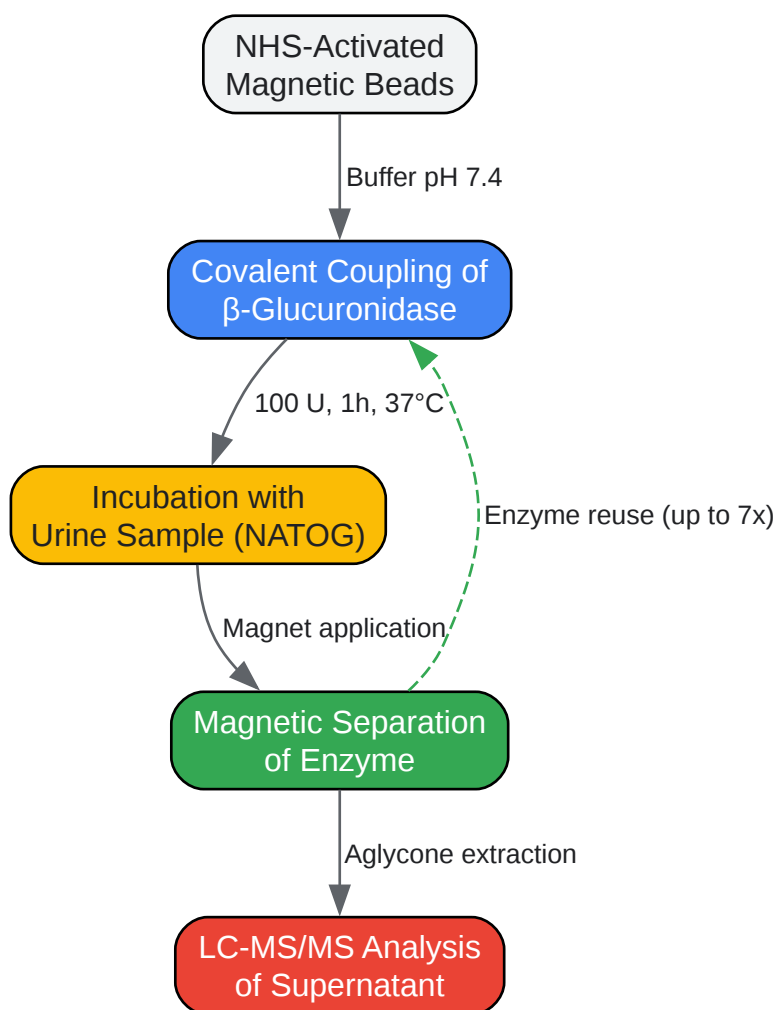 NHS-Activated
Magnetic Beads
Buffer pH 7.4
Covalent Coupling of
β-Glucuronidase
100 U, 1h, 37°C
Incubation with
Urine Sample (NATOG)
Enzyme reuse (up to 7x)
Magnet application
Magnetic Separation
of Enzyme
Aglycone extraction
LC-MS/MS Analysis
of Supernatant